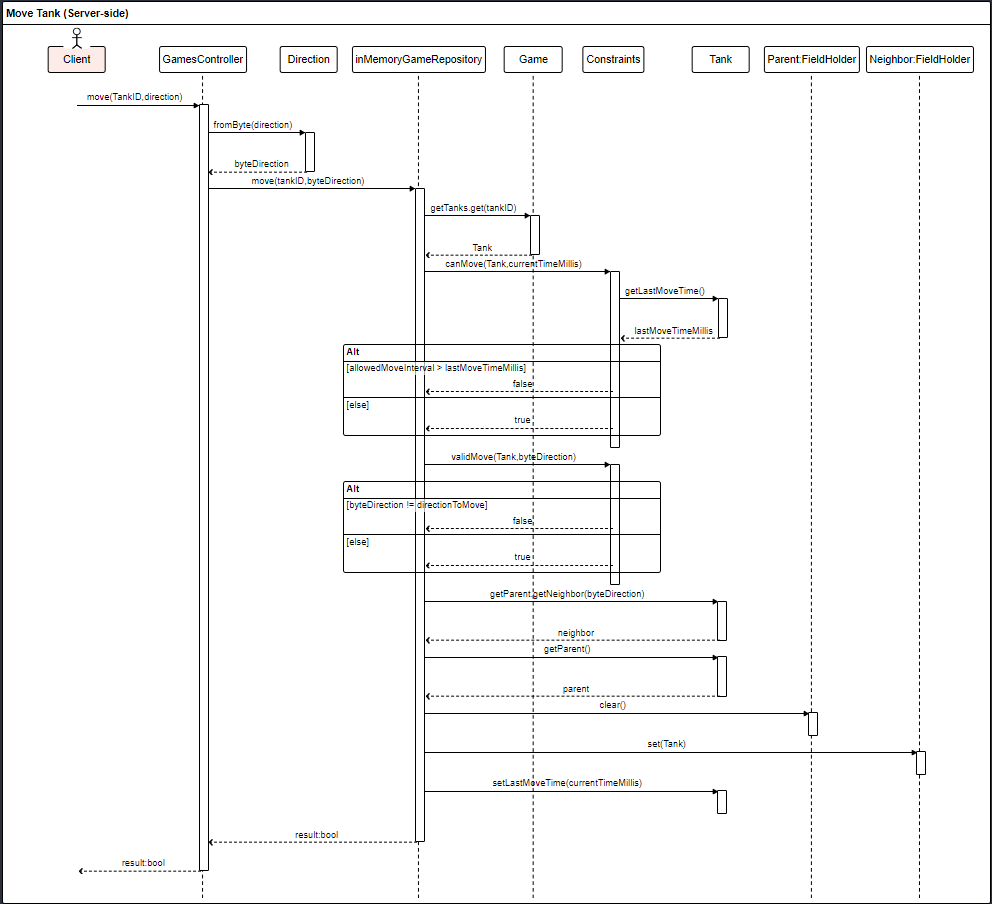 Move Tank (Server-side)
Client
GamesController
Direction
inMemoryGameRepository
Game
Constraints
Tank
Parent:FieldHolder
Neighbor:FieldHolder
move(TankID,direction)
fromByte(direction)
byteDirection
move(tankID,byteDirection)
getTanks.get(tankID)
Tank
canMove(Tank,currentTimeMillis)
getLastMoveTime()
lastMoveTimeMillis
Alt
[allowedMoveInterval > lastMoveTimeMillis]
false
[else]
true
validMove(Tank,byteDirection)
Alt
[byteDirection != directionToMove]
false
[else]
true
getParent.getNeighbor(byteDirection)
neighbor
getParent()
parent
clear()
set(Tank)
setLastMoveTime(currentTimeMillis)
result:bool
result:bool